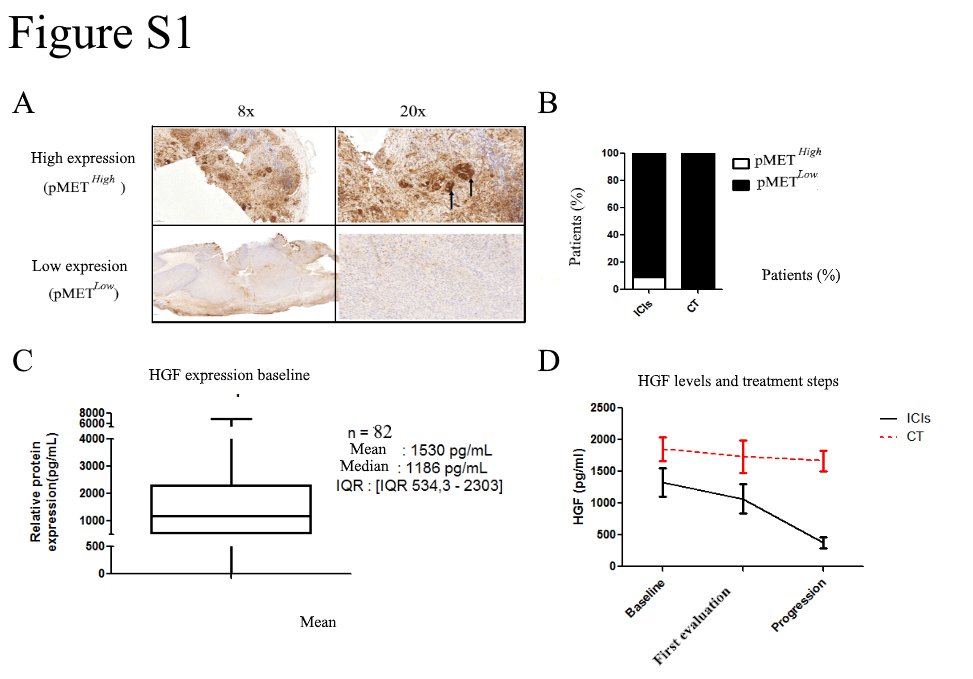 Figure S1
A
8x
20x
High expression
(pMET High )
Low expresion
(pMET Low)
B
100
80
60
40
20
0
Patients (%)
ICIs
CT
pMET High
pMET Low
Patients (%)
C
HGF expression baseline
8000
6000
4000
3000
2000
1000
500
0
Relative protein
expression(pg/mL)
n = 82
Mean : 1530 pg/mL
Median : 1186 pg/mL
IQR : [IQR 534,3 - 2303]
Mean
D
HGF levels and treatment steps
2500
2000
1500
1000
500
0
HGF (pg/ml)
Baseline
First evaluation
Progression
ICIs
CT